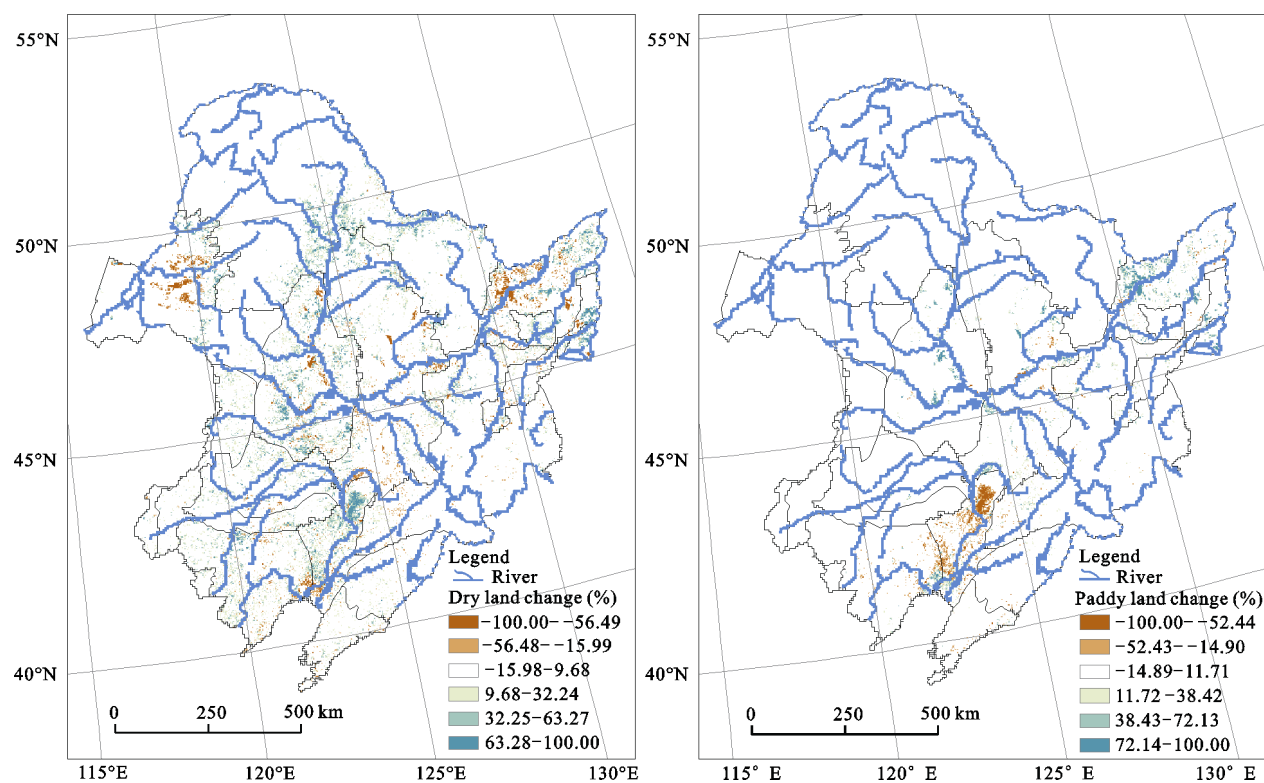 55°N
50°N
45°N
40°N
115°E
120°E
125°E
130°E
0
250
500 km
Legend
River
Dry land change (%)
−100.00−−56.49
−56.48−−15.99
−15.98−9.68
9.68−32.24
32.25−63.27
63.28−100.00
55°N
50°N
45°N
40°N
115°E
120° E
125° E
130° E
0
250
500 km
Legend
River
Paddy land change (%)
−100.00−−52.44
−52.43−−14.90
−14.89−11.71
11.72−38.42
38.43−72.13
72.14−100.00